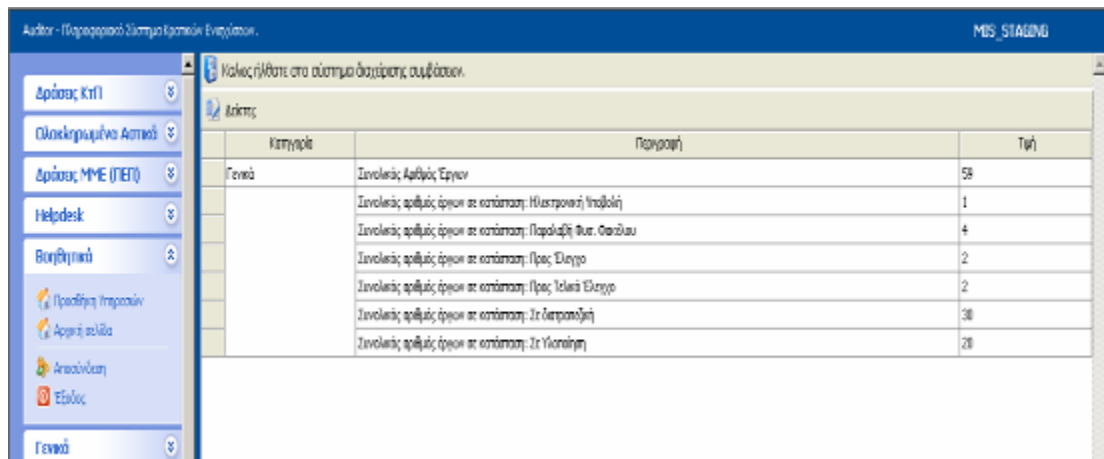 Auditor - Πληροφοριακό Σύστημα Κρατικών Ενισχύσεων.
MIS_STAGING
Καλως ήλθατε στο σύστημα διαχείρισης συμβάσεων.
Δράσεις ΚτΠ
Ολοκληρωμένα Αστικά
Δράσεις ΜΜΕ (ΠΕΠ)
Helpdesk
Βοηθητικά
Προσθήκη Υπηρεσιών
Αρχική σελίδα
Αποσύνδεση
Έξοδος
Γενικά
Δείκτες
Κατηγορία Περιγραφή Τιμή
Γενικά Συνολικός Αριθμός Έργων 59
Συνολικός αριθμός έργων σε κατάσταση: Ηλεκτρονική Υποβολή 1
Συνολικός αριθμός έργων σε κατάσταση: Παραλαβή Φυσ. Φακέλου 4
Συνολικός αριθμός έργων σε κατάσταση: Προς Έλεγχο 2
Συνολικός αριθμός έργων σε κατάσταση: Προς Τελικό Έλεγχο 2
Συνολικός αριθμός έργων σε κατάσταση: Σε διατραπεζική 30
Συνολικός αριθμός έργων σε κατάσταση: Σε Υλοποίηση 20